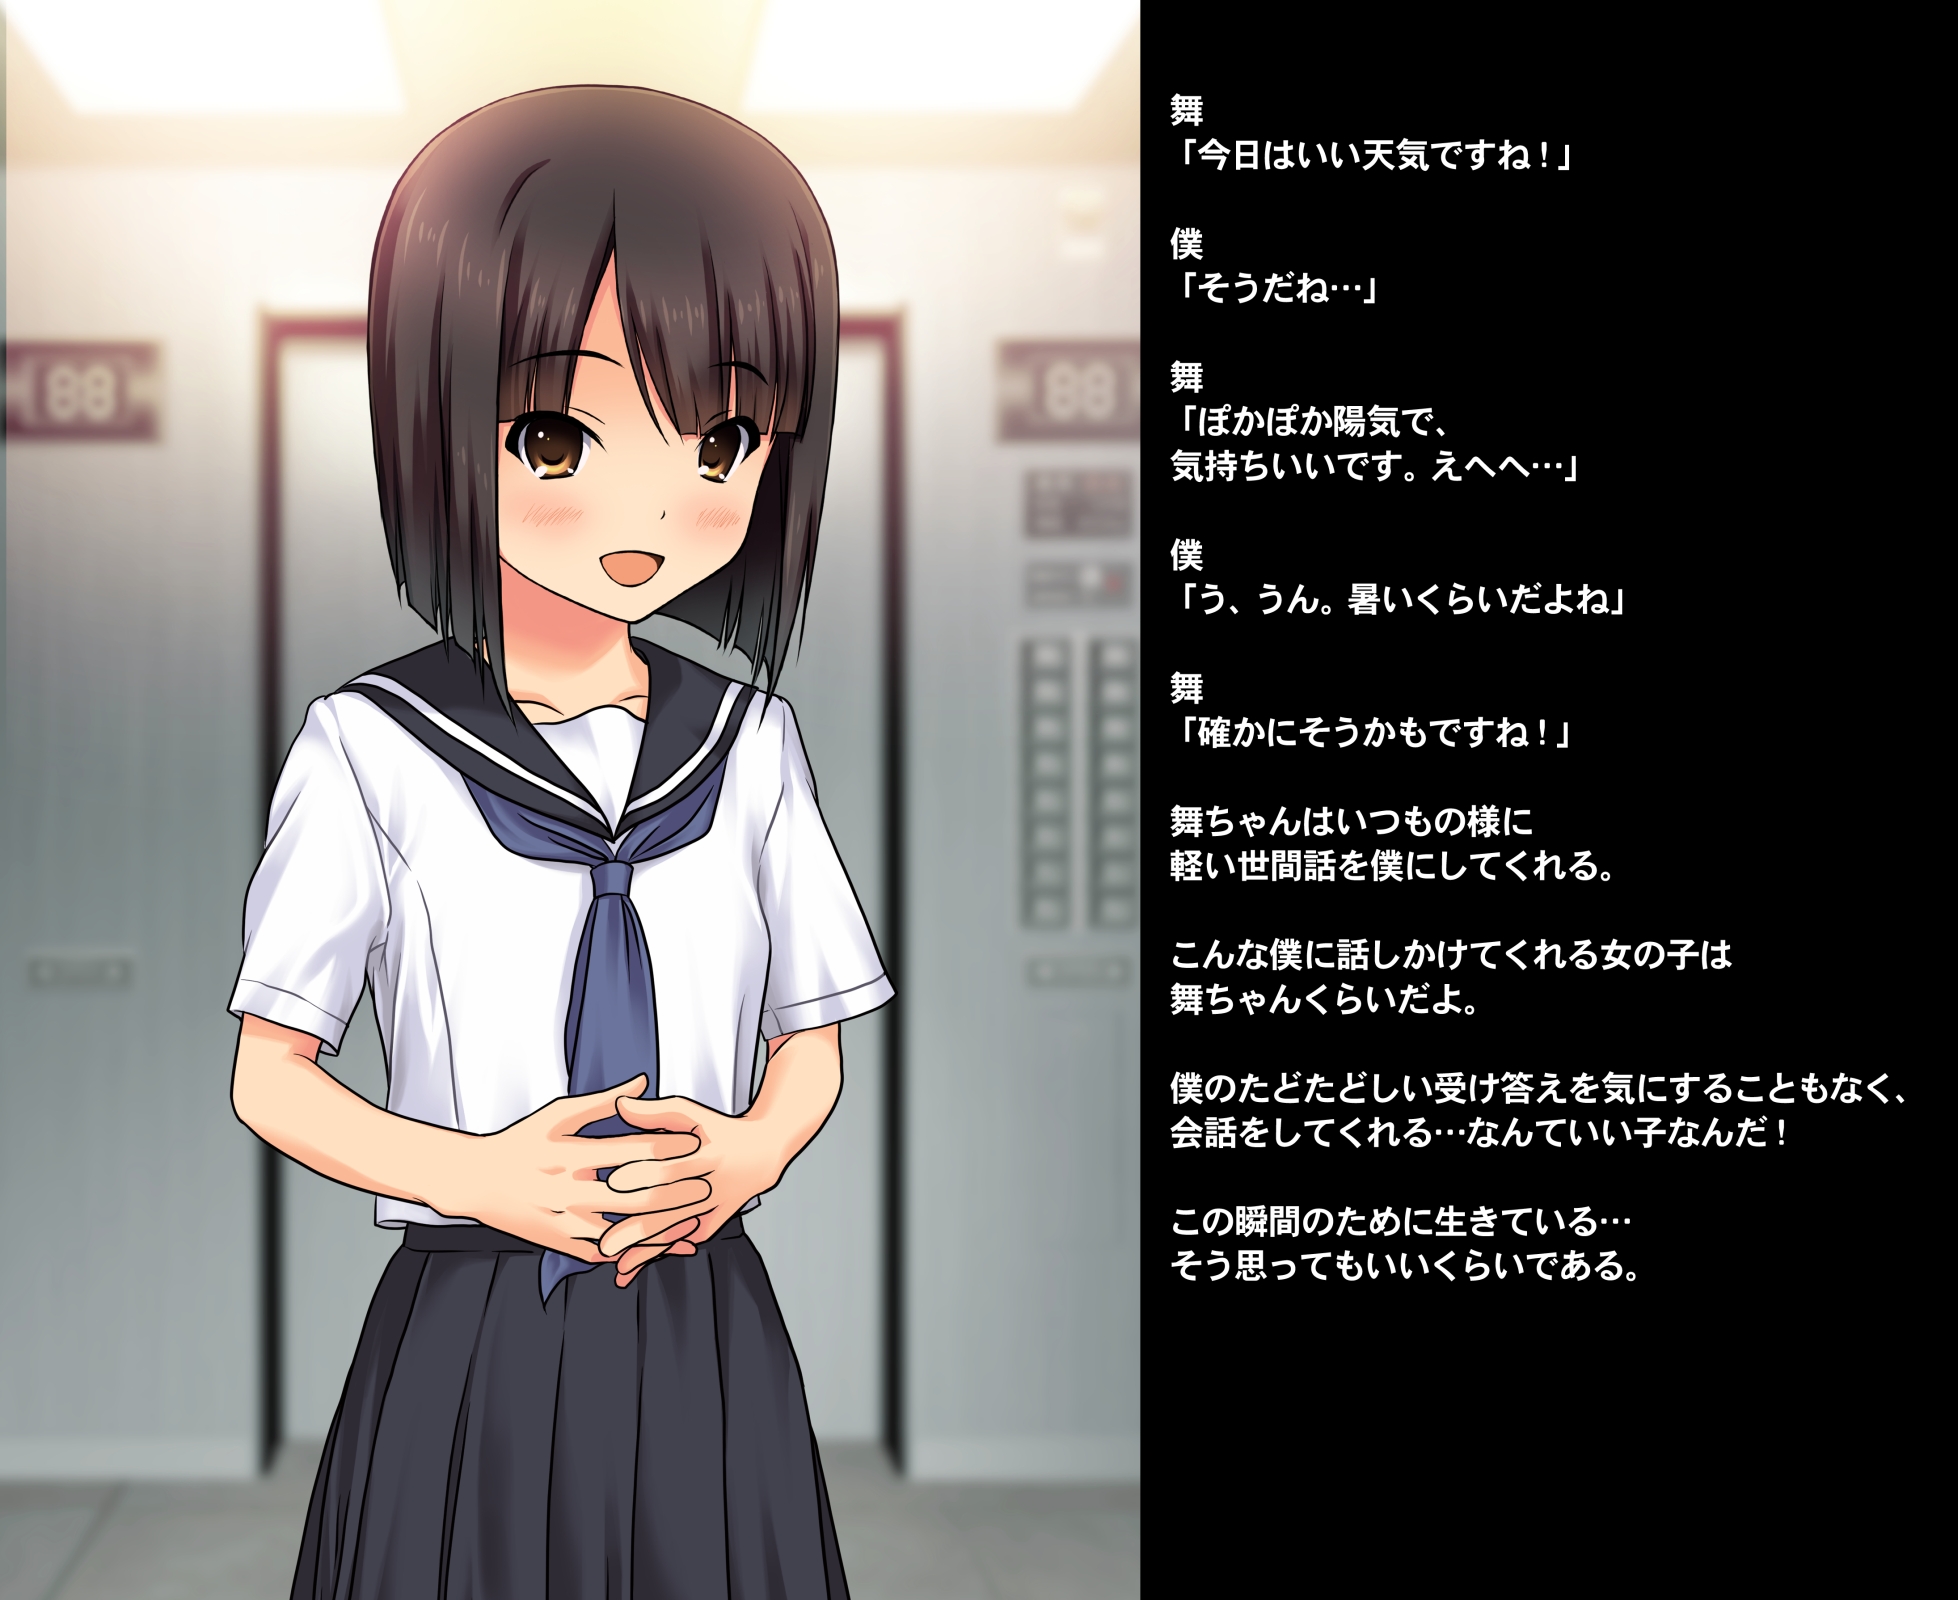 88
88
舞
「今日はいい天気ですね！」
僕
「そうだね…」
舞
「ぽかぽか陽気で、
気持ちいいです。えへへ…」
僕
「う、うん。暑いくらいだよね」
舞
「確かにそうかもですね！」
舞ちゃんはいつもの様に
軽い世間話を僕にしてくれる。
こんな僕に話しかけてくれる女の子は
舞ちゃんくらいだよ。
僕のたどたどしい受け答えを気にすることもなく、
会話をしてくれる…なんていい子なんだ！
この瞬間のために生きている…
そう思ってもいいくらいである。